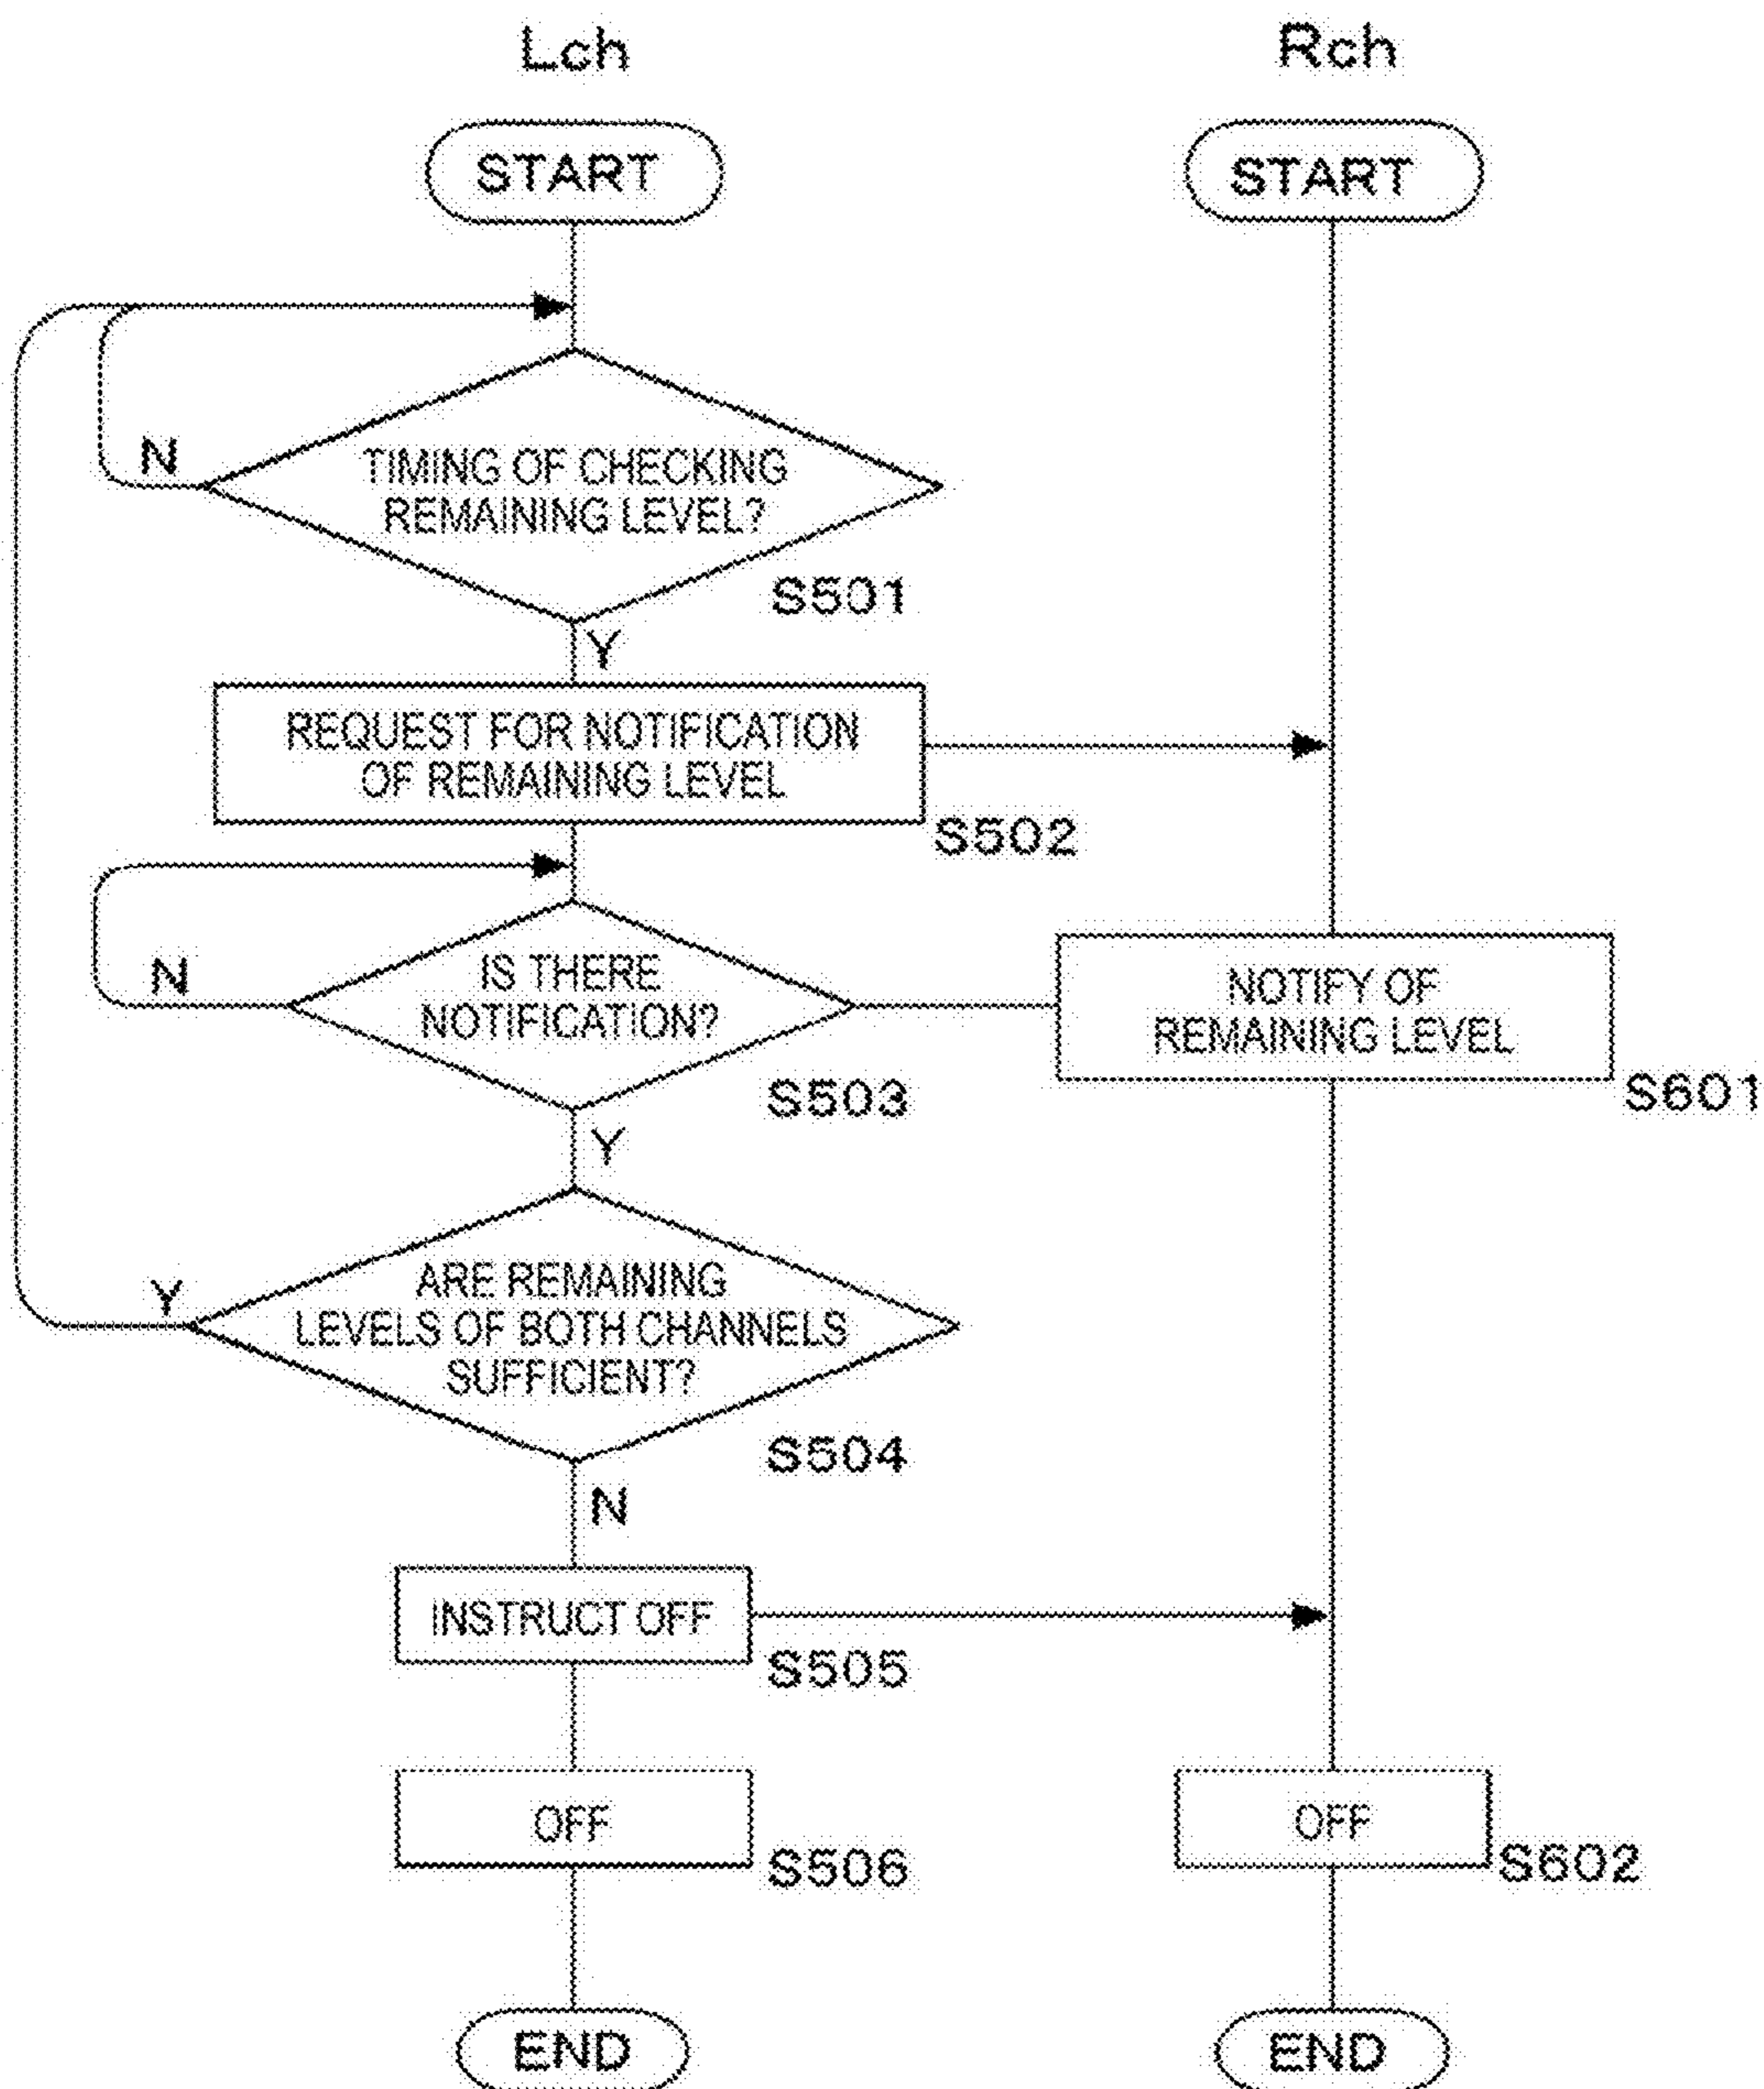 Lch
Rch
START
START
N
TIMING OF CHECKING
REMAINING LEVEL?
S501
Y
REQUEST FOR NOTIFICATION
OF REMAINING LEVEL
S502
N
IS THERE
NOTIFICATION?
S503
NOTIFY OF
REMAINING LEVEL
S601
Y
Y
ARE REMAINING
LEVELS OF BOTH CHANNELS
SUFFICIENT?
S504
N
INSTRUCT OFF
S505
OFF
S506
OFF
S602
END
END